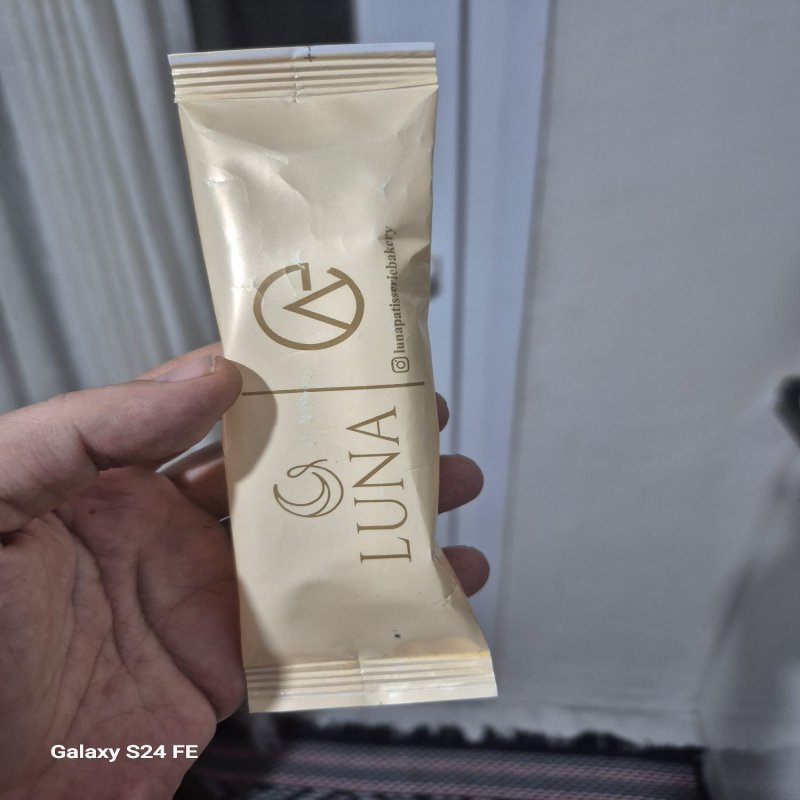 lunapatisseriebakery
LUNA
Galaxy S24 FE